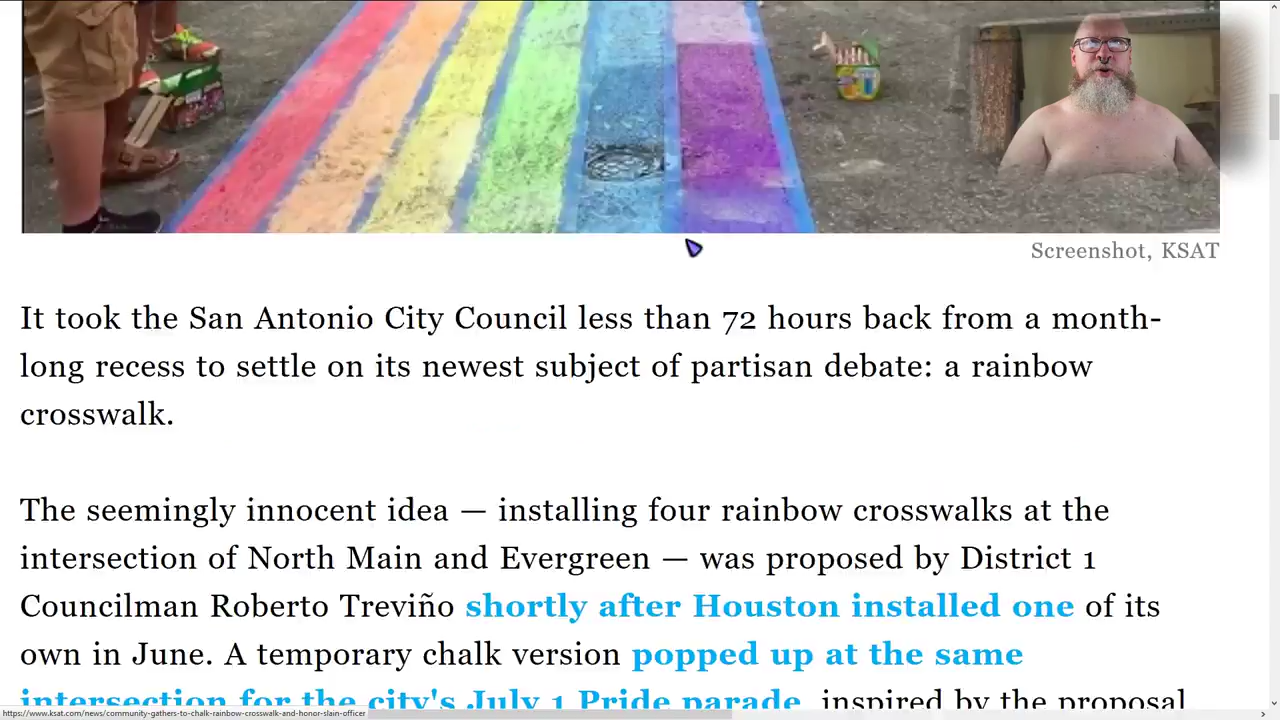 Screenshot, KSAT
It took the San Antonio City Council less than 72 hours back from a month-
long recess to settle on its newest subject of partisan debate: a rainbow
crosswalk.
The seemingly innocent idea — installing four rainbow crosswalks at the
intersection of North Main and Evergreen — was proposed by District 1
Councilman Roberto Treviño shortly after Houston installed one of its
own in June. A temporary chalk version popped up at the same
intersection for the city's July 1 Pride parade, inspired by the proposal
https://www.ksat.com/news/community-gathers-to-chalk-rainbow-crosswalk-and-honor-slain-officer